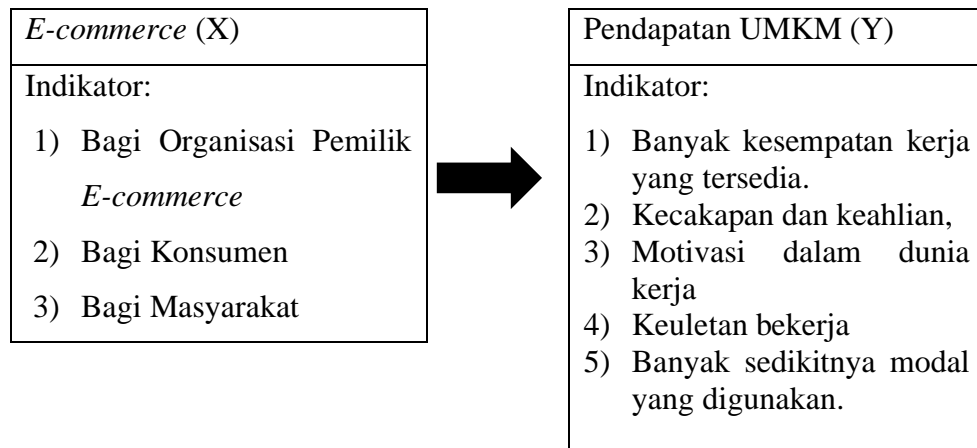 E-commerce (X)
Indikator:
1) Bagi Organisasi Pemilik
E-commerce
2) Bagi Konsumen
3) Bagi Masyarakat
Pendapatan UMKM (Y)
Indikator:
1) Banyak kesempatan kerja
yang tersedia.
2) Kecakapan dan keahlian,
3) Motivasi dalam dunia
kerja
4) Keuletan bekerja
5) Banyak sedikitnya modal
yang digunakan.